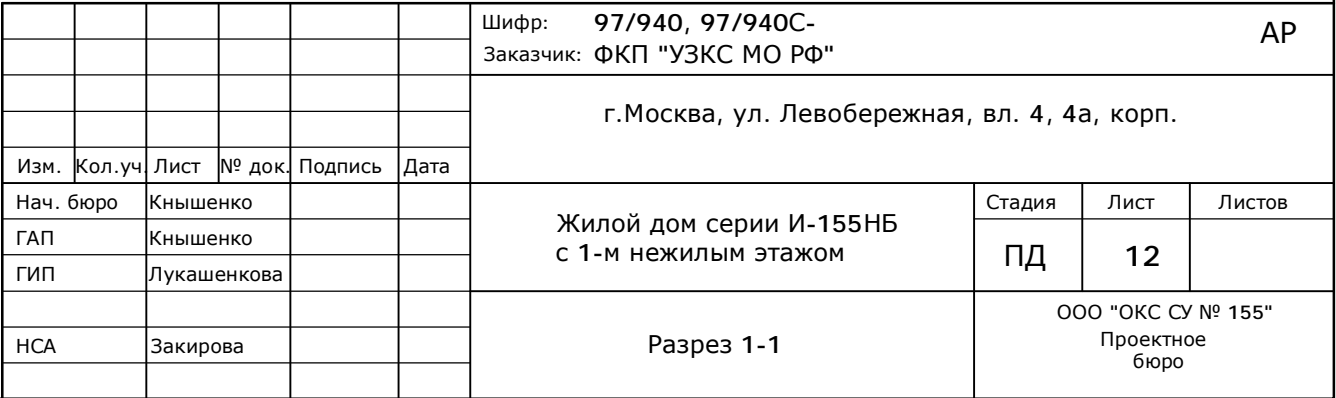 Шифр: 97/940, 97/940С-
АР
Заказчик: ФКП "УЗКС МО РФ"
г.Москва, ул. Левобережная, вл. 4, 4а, корп.
Изм. Кол.уч. Лист № док. Подпись Дата
Нач. бюро Кнышенко
ГАП Кнышенко
ГИП Лукашенкова
НСА Закирова
Жилой дом серии И-155НБ
с 1-м нежилым этажом
Стадия Лист Листов
ПД 12
Разрез 1-1
ООО "ОКС СУ № 155"
Проектное
бюро